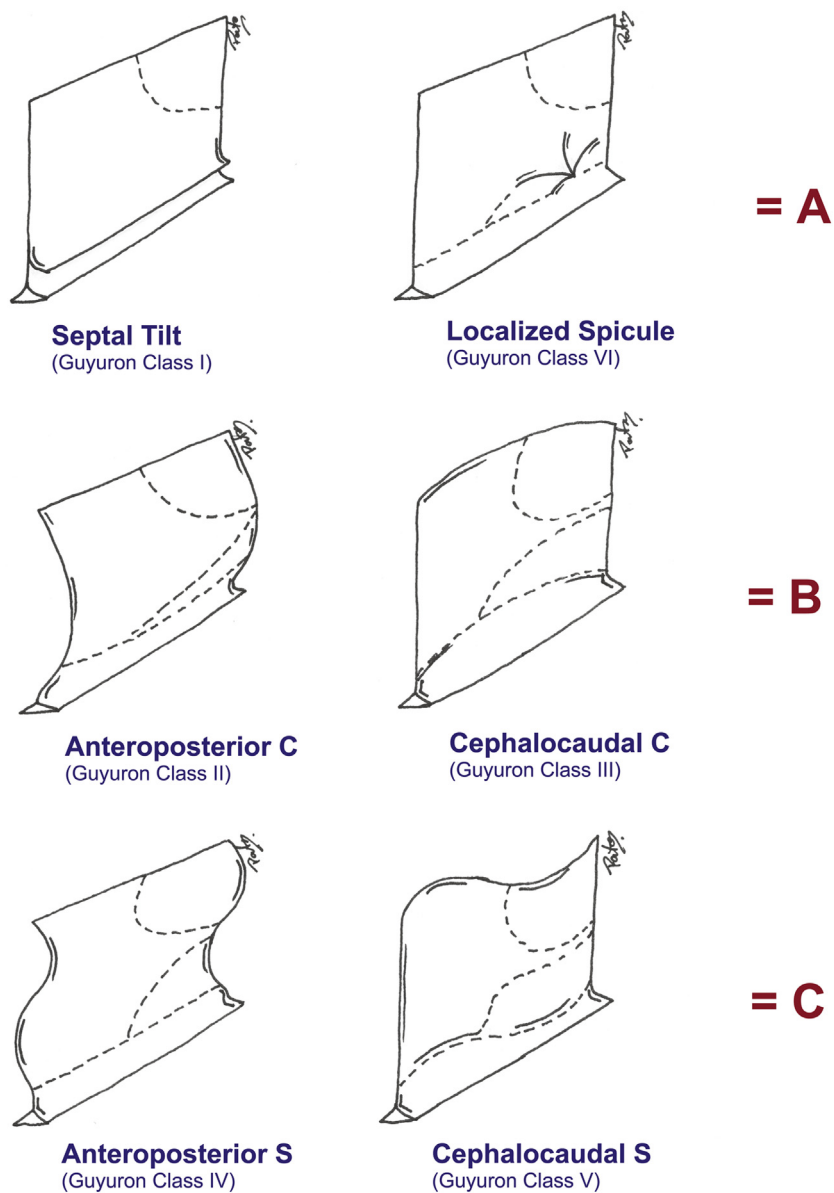 = A
Septal Tilt
(Guyuron Class I)
Localized Spicule
(Guyuron Class VI)
= B
Anteroposterior C
(Guyuron Class II)
Cephalocaudal C
(Guyuron Class III)
= C
Anteroposterior S
(Guyuron Class IV)
Cephalocaudal S
(Guyuron Class V)